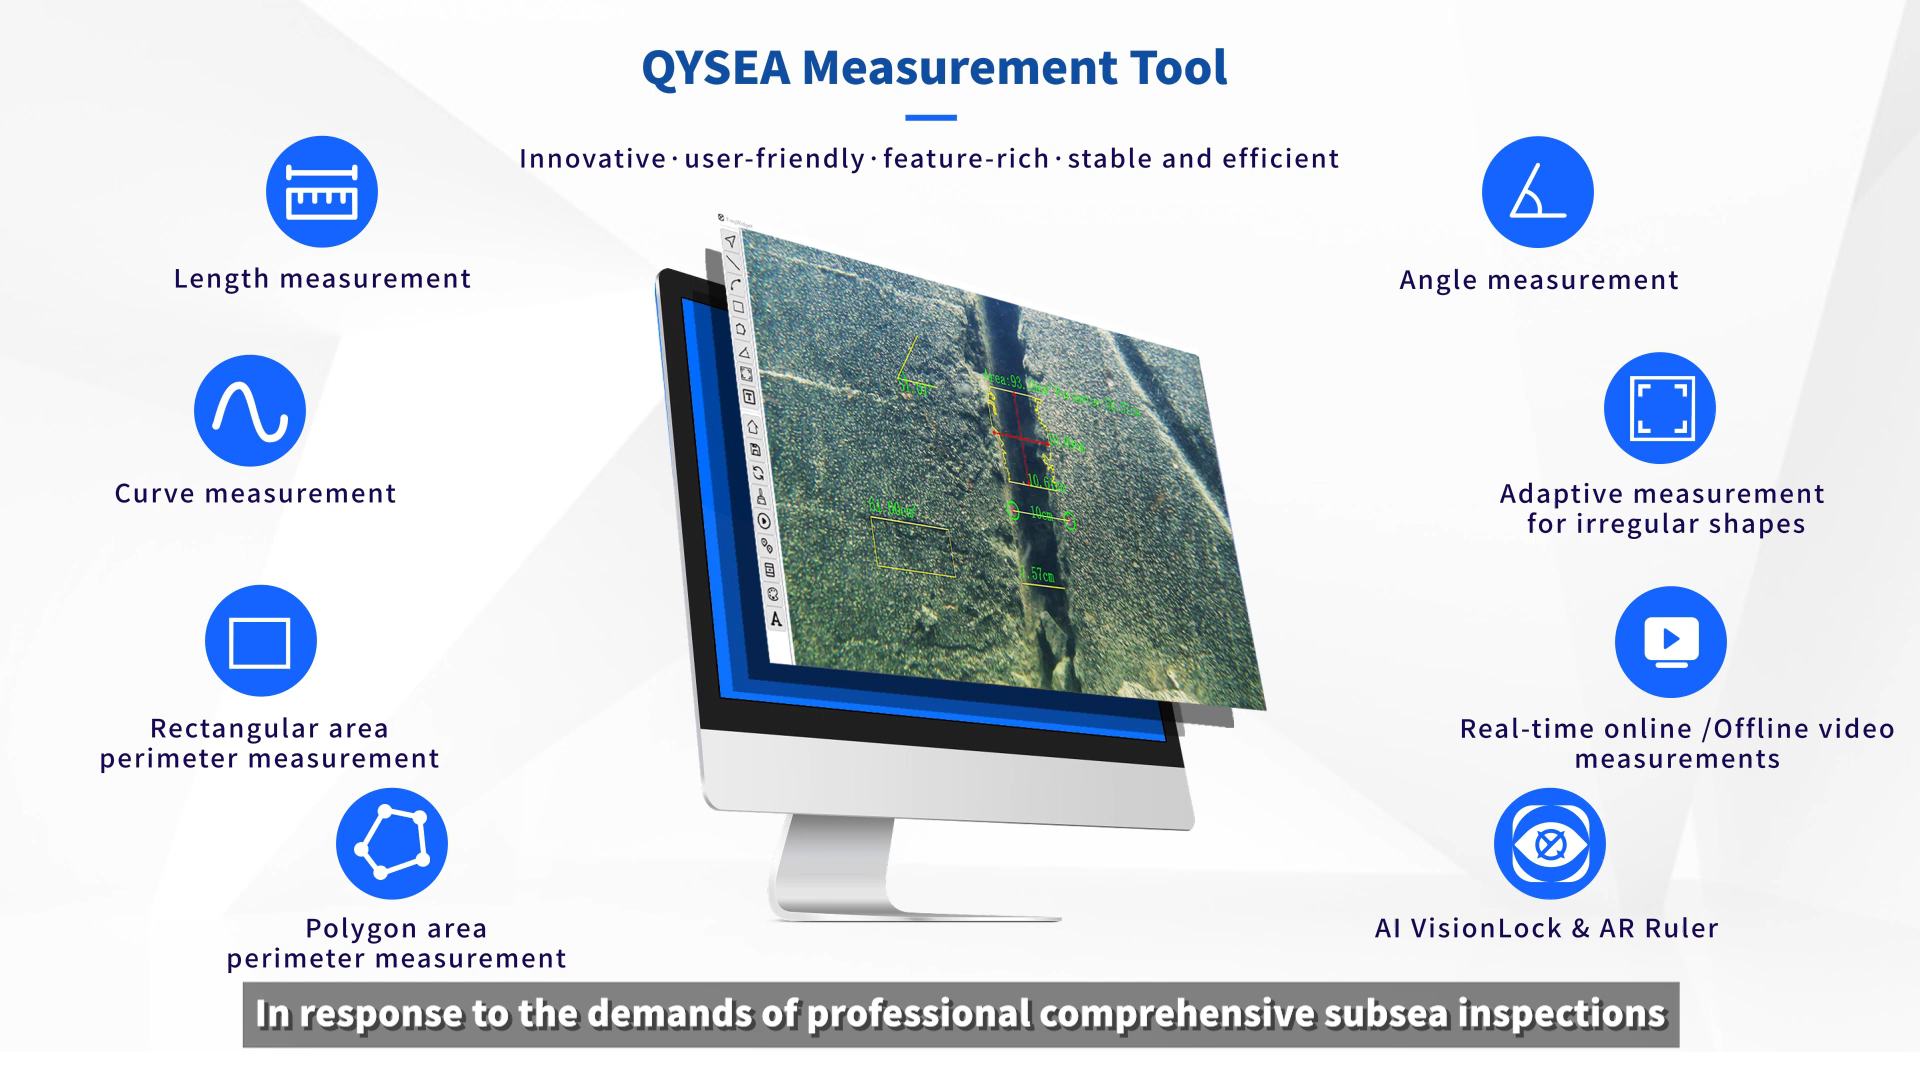 QYSEA Measurement Tool
Innovative·user-friendly·feature-rich·stable and efficient
Length measurement
Curve measurement
Rectangular area
perimeter measurement
Polygon area
perimeter measurement
Angle measurement
Adaptive measurement
for irregular shapes
Real-time online /Offline video
measurements
AI VisionLock & AR Ruler
10cm
A
In response to the demands of professional comprehensive subsea inspections